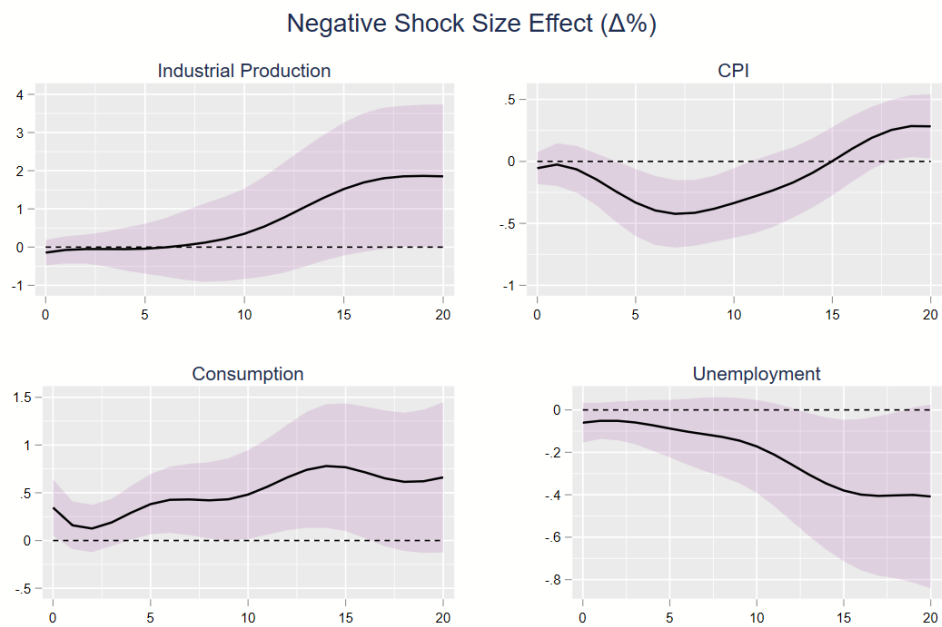 Negative Shock Size Effect (Δ%)
Industrial Production
4
3
2
1
0
-1
0 5 10 15 20
CPI
.5
0
-.5
-1
0 5 10 15 20
Consumption
1.5
1
.5
0
-.5
0 5 10 15 20
Unemployment
0
-.2
-.4
-.6
-.8
0 5 10 15 20